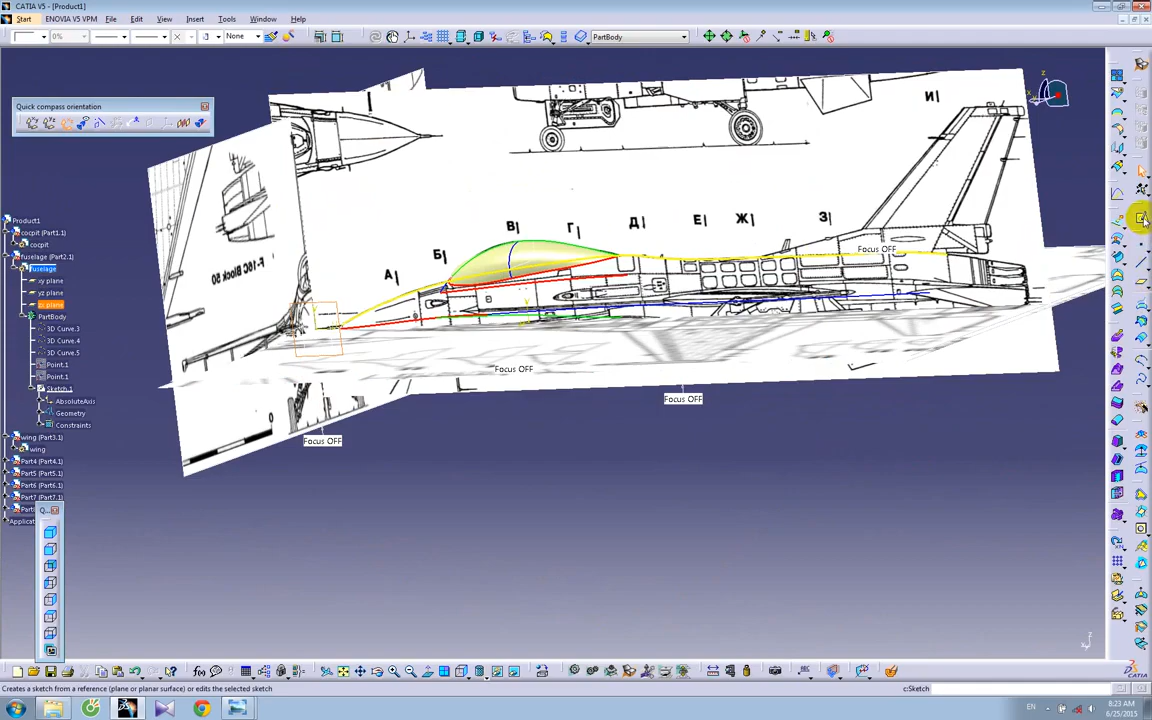 CATIA V5 - [Product1]
Start ENOVIA V5 VPM File Edit View Insert Tools Window Help
0% None PartBody
Quick compass orientation
И|
В|
Г|
Д| Е| Ж| З|
Б|
А|
F-16C Block 50
0
Focus OFF
Focus OFF
Focus OFF
Focus OFF
Product1
cocpit (Part1.1)
cocpit
fuselage (Part2.1)
fuselage
xy plane
yz plane
zx plane
PartBody
3D Curve.3
3D Curve.4
3D Curve.5
Point.1
Point.1
Sketch.1
AbsoluteAxis
Geometry
Constraints
wing (Part3.1)
wing
Part4 (Part4.1)
Part5 (Part5.1)
Part6 (Part6.1)
Part7 (Part7.1)
Q...
Creates a sketch from a reference (plane or planar surface) or edits the selected sketch
c:Sketch
CATIA
EN
8:23 AM
6/25/2015